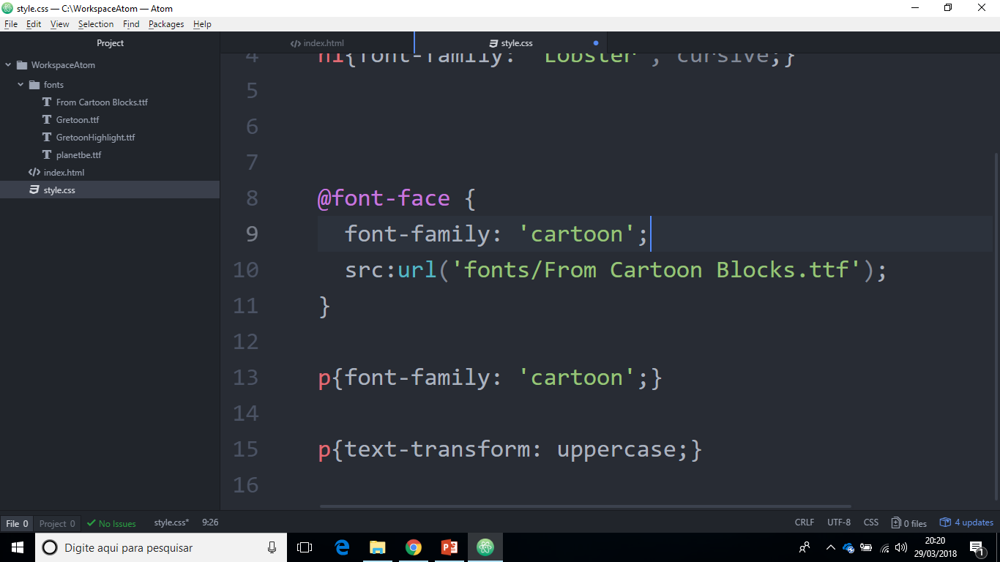 style.css — C:\WorkspaceAtom — Atom
File Edit View Selection Find Packages Help
Project
index.html
style.css
WorkspaceAtom
fonts
From Cartoon Blocks.ttf
Gretoon.ttf
GretoonHighlight.ttf
planetbe.ttf
index.html
style.css
4 h1{font-family: 'Lobster', cursive;}
5
6
7
8 @font-face {
9 font-family: 'cartoon';
10 src:url('fonts/From Cartoon Blocks.ttf');
11 }
12
13 p{font-family: 'cartoon';}
14
15 p{text-transform: uppercase;}
16
File 0 Project 0 No Issues style.css* 9:26 CRLF UTF-8 CSS 0 files 4 updates
Digite aqui para pesquisar
20:20
29/03/2018
1